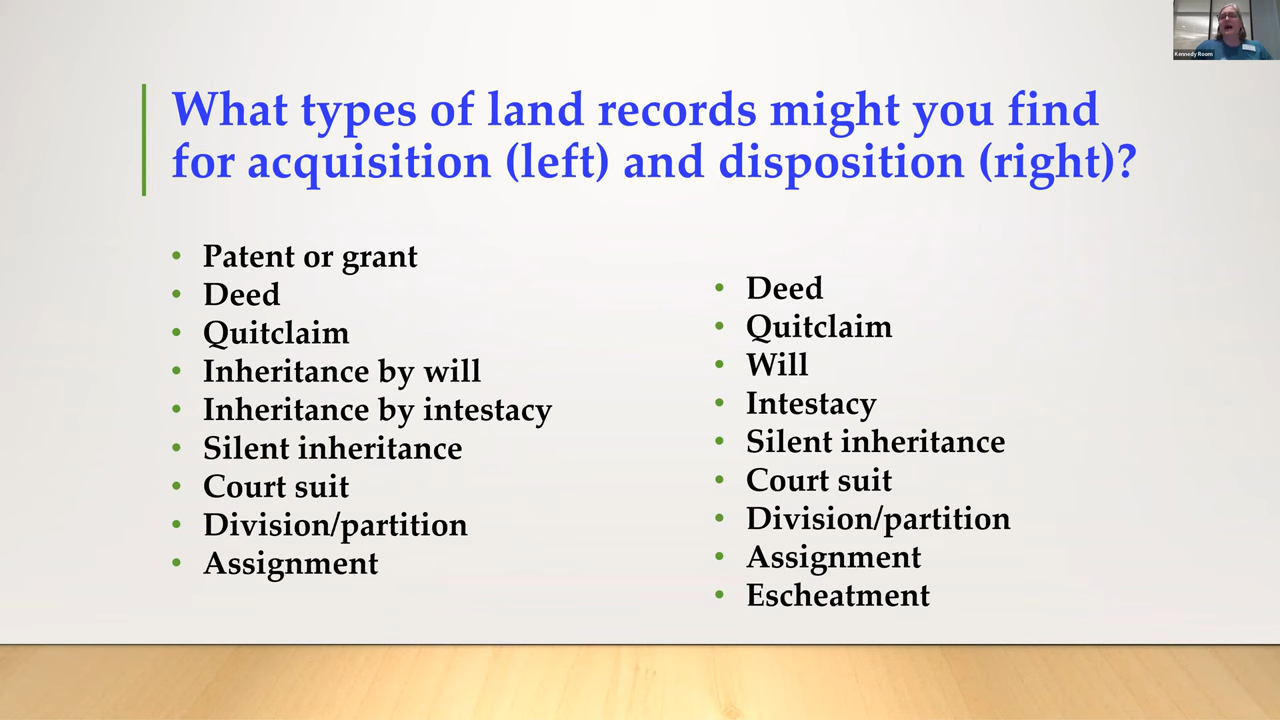 Kennedy Room
What types of land records might you find
for acquisition (left) and disposition (right)?
• Patent or grant
• Deed
• Quitclaim
• Inheritance by will
• Inheritance by intestacy
• Silent inheritance
• Court suit
• Division/partition
• Assignment
• Deed
• Quitclaim
• Will
• Intestacy
• Silent inheritance
• Court suit
• Division/partition
• Assignment
• Escheatment